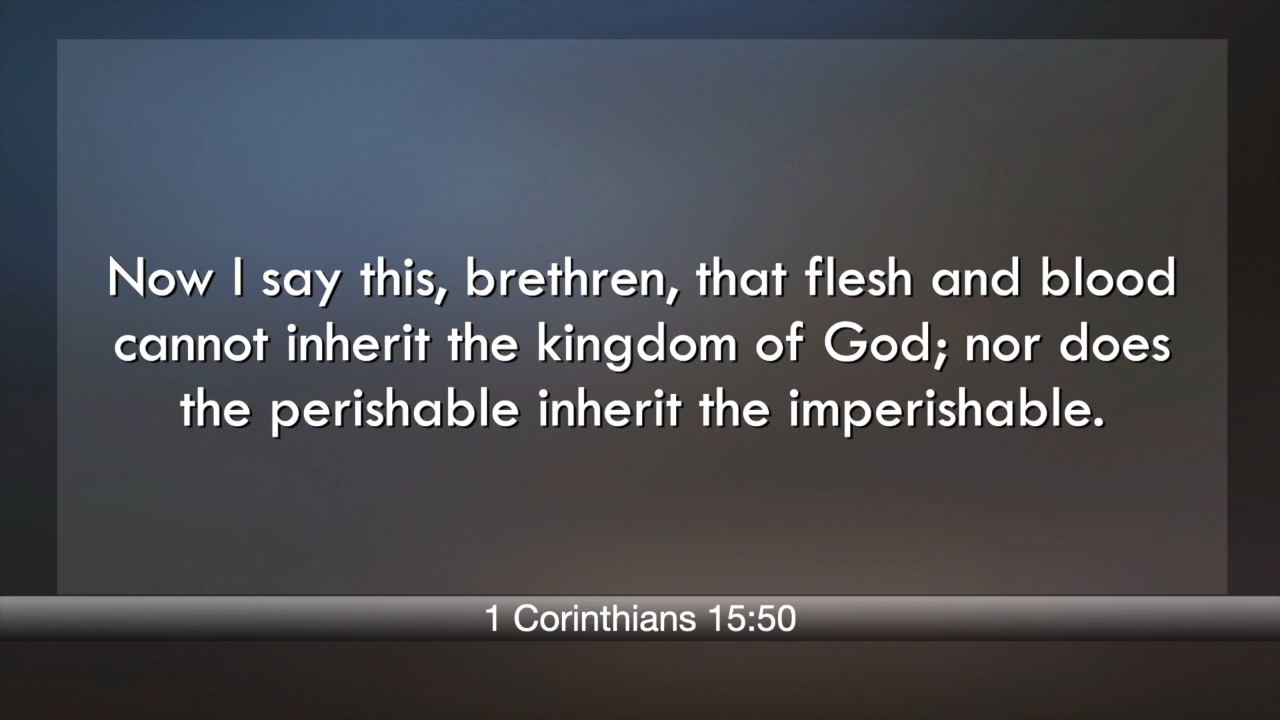 Now I say this, brethren, that flesh and blood
cannot inherit the kingdom of God; nor does
the perishable inherit the imperishable.
1 Corinthians 15:50